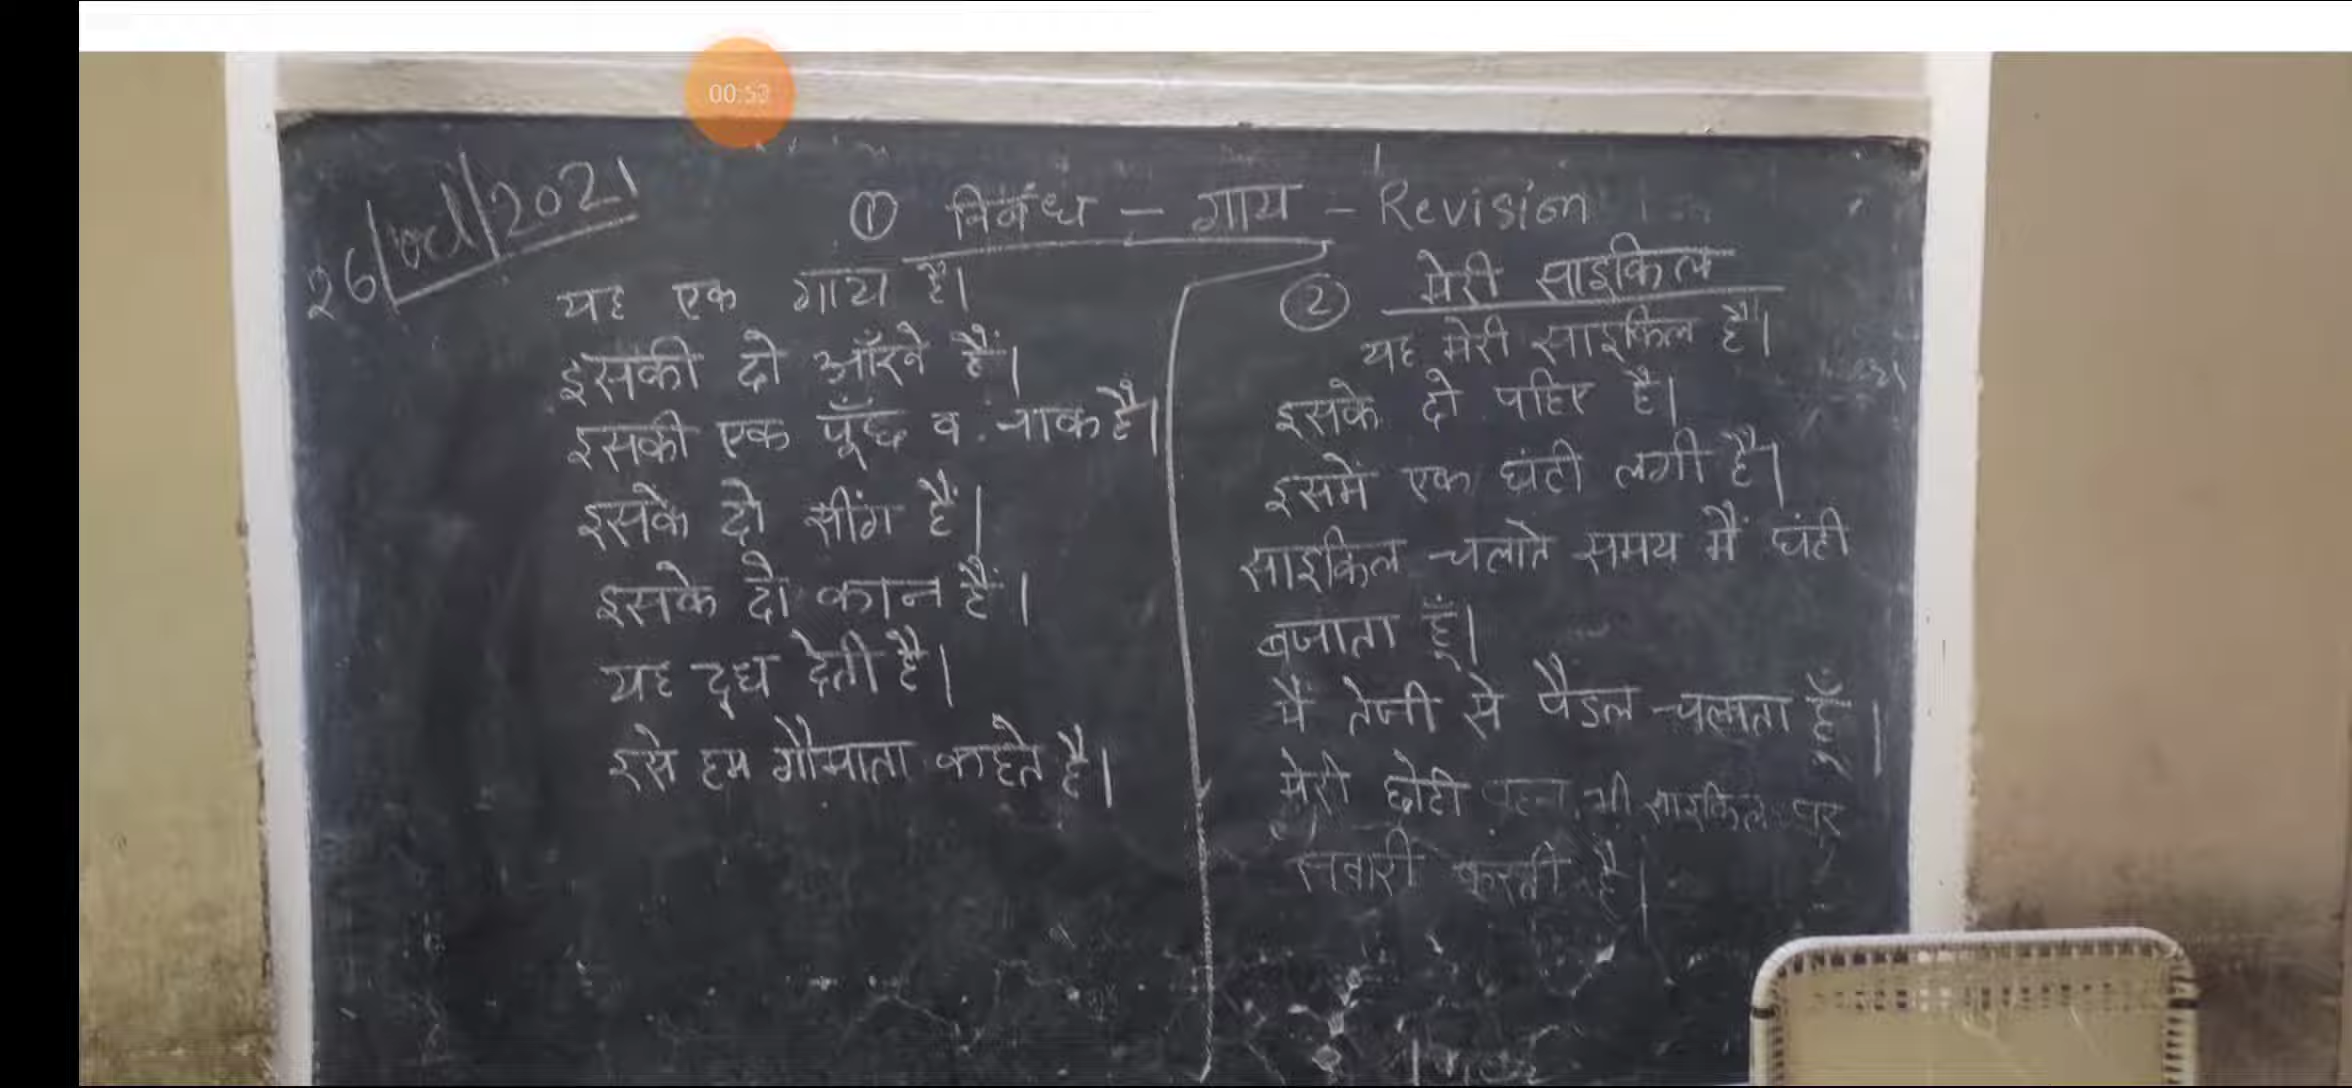 00:53
26/oct/2021
① निबंध - गाय - Revision
यह एक गाय है।
इसकी दो आँखे हैं।
इसकी एक पूँछ व नाक है।
इसके दो सींग हैं।
इसके दो कान हैं।
यह दूध देती है।
इसे हम गौमाता कहते है।
② मेरी साइकिल
यह मेरी साइकिल है।
इसके दो पहिए है।
इसमें एक घंटी लगी है।
साइकिल चलाते समय मैं घंटी
बजाता हूँ।
मैं तेजी से पैडल चलाता हूँ।
मेरी छोटी बहन भी साइकिल पर
सवारी करती है।